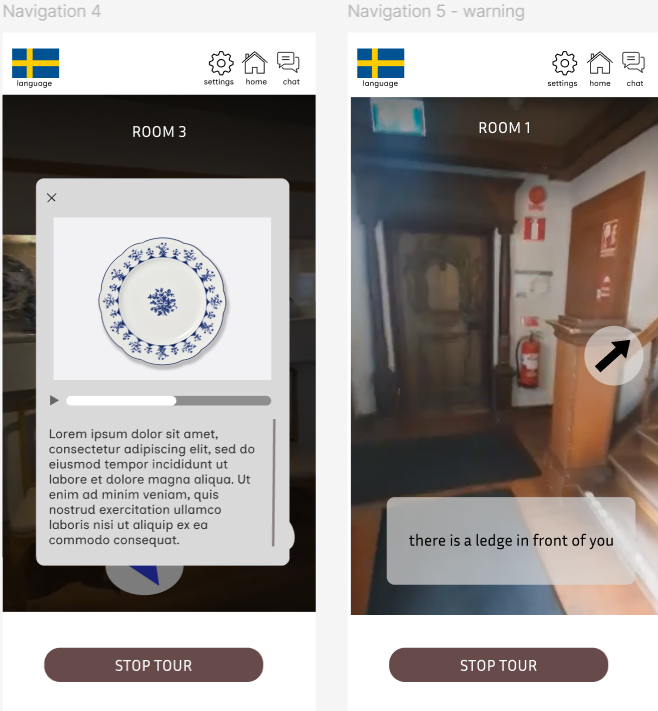 Navigation 4
language
settings home chat
ROOM 3
Lorem ipsum dolor sit amet,
consectetur adipiscing elit, sed do
eiusmod tempor incididunt ut
labore et dolore magna aliqua. Ut
enim ad minim veniam, quis
nostrud exercitation ullamco
laboris nisi ut aliquip ex ea
commodo consequat.
STOP TOUR
Navigation 5 - warning
language
settings home chat
ROOM 1
there is a ledge in front of you
STOP TOUR